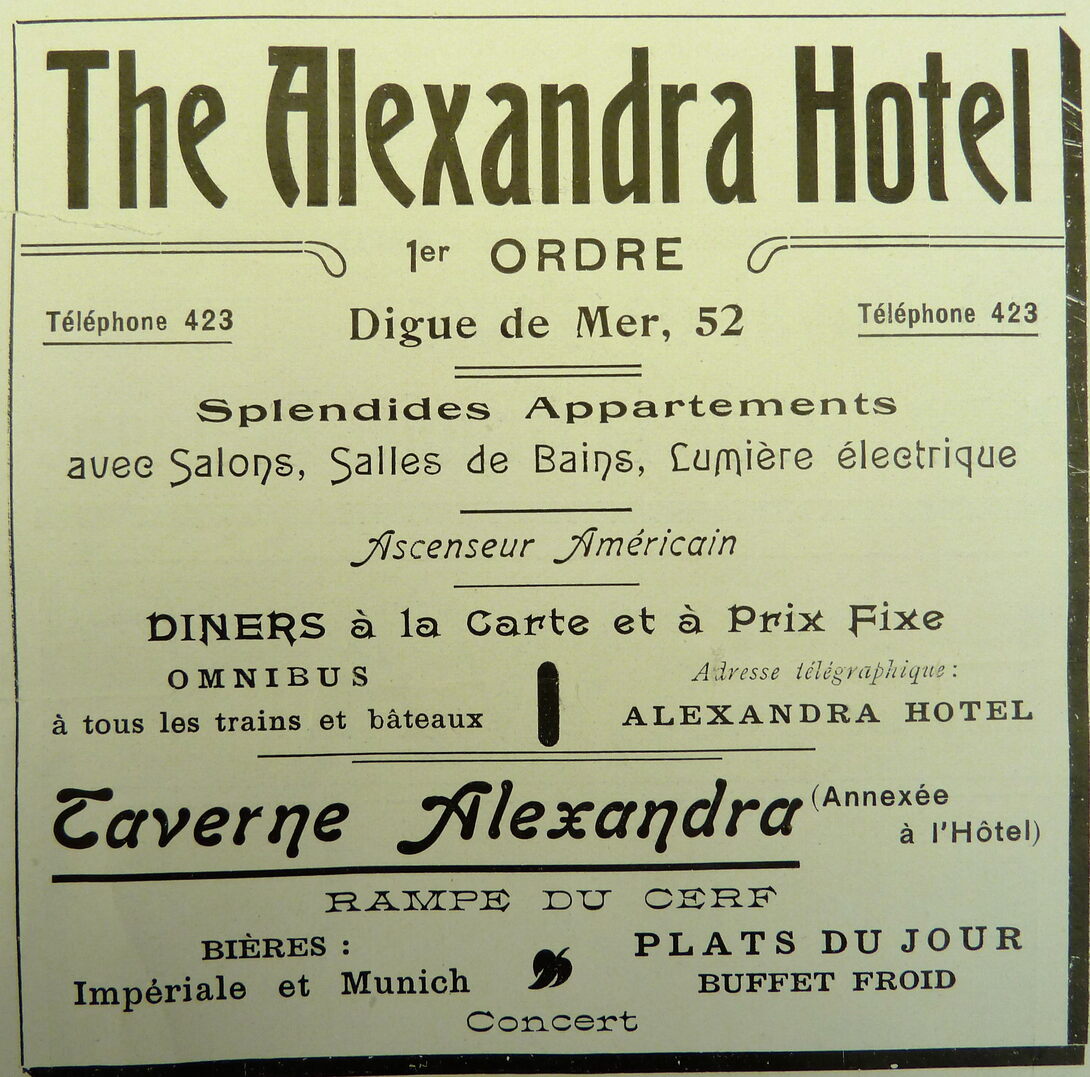 The Alexandra Hotel
1er ORDRE
Téléphone 423
Digue de Mer, 52
Téléphone 423
Splendides Appartements
avec Salons, Salles de Bains, Lumière électrique
Ascenseur Américain
DINERS à la Carte et à Prix Fixe
OMNIBUS
à tous les trains et bâteaux
Adresse télégraphique :
ALEXANDRA HOTEL
Taverne Alexandra
(Annexée
à l'Hôtel)
RAMPE DU CERF
BIÈRES :
Impériale et Munich
PLATS DU JOUR
BUFFET FROID
Concert